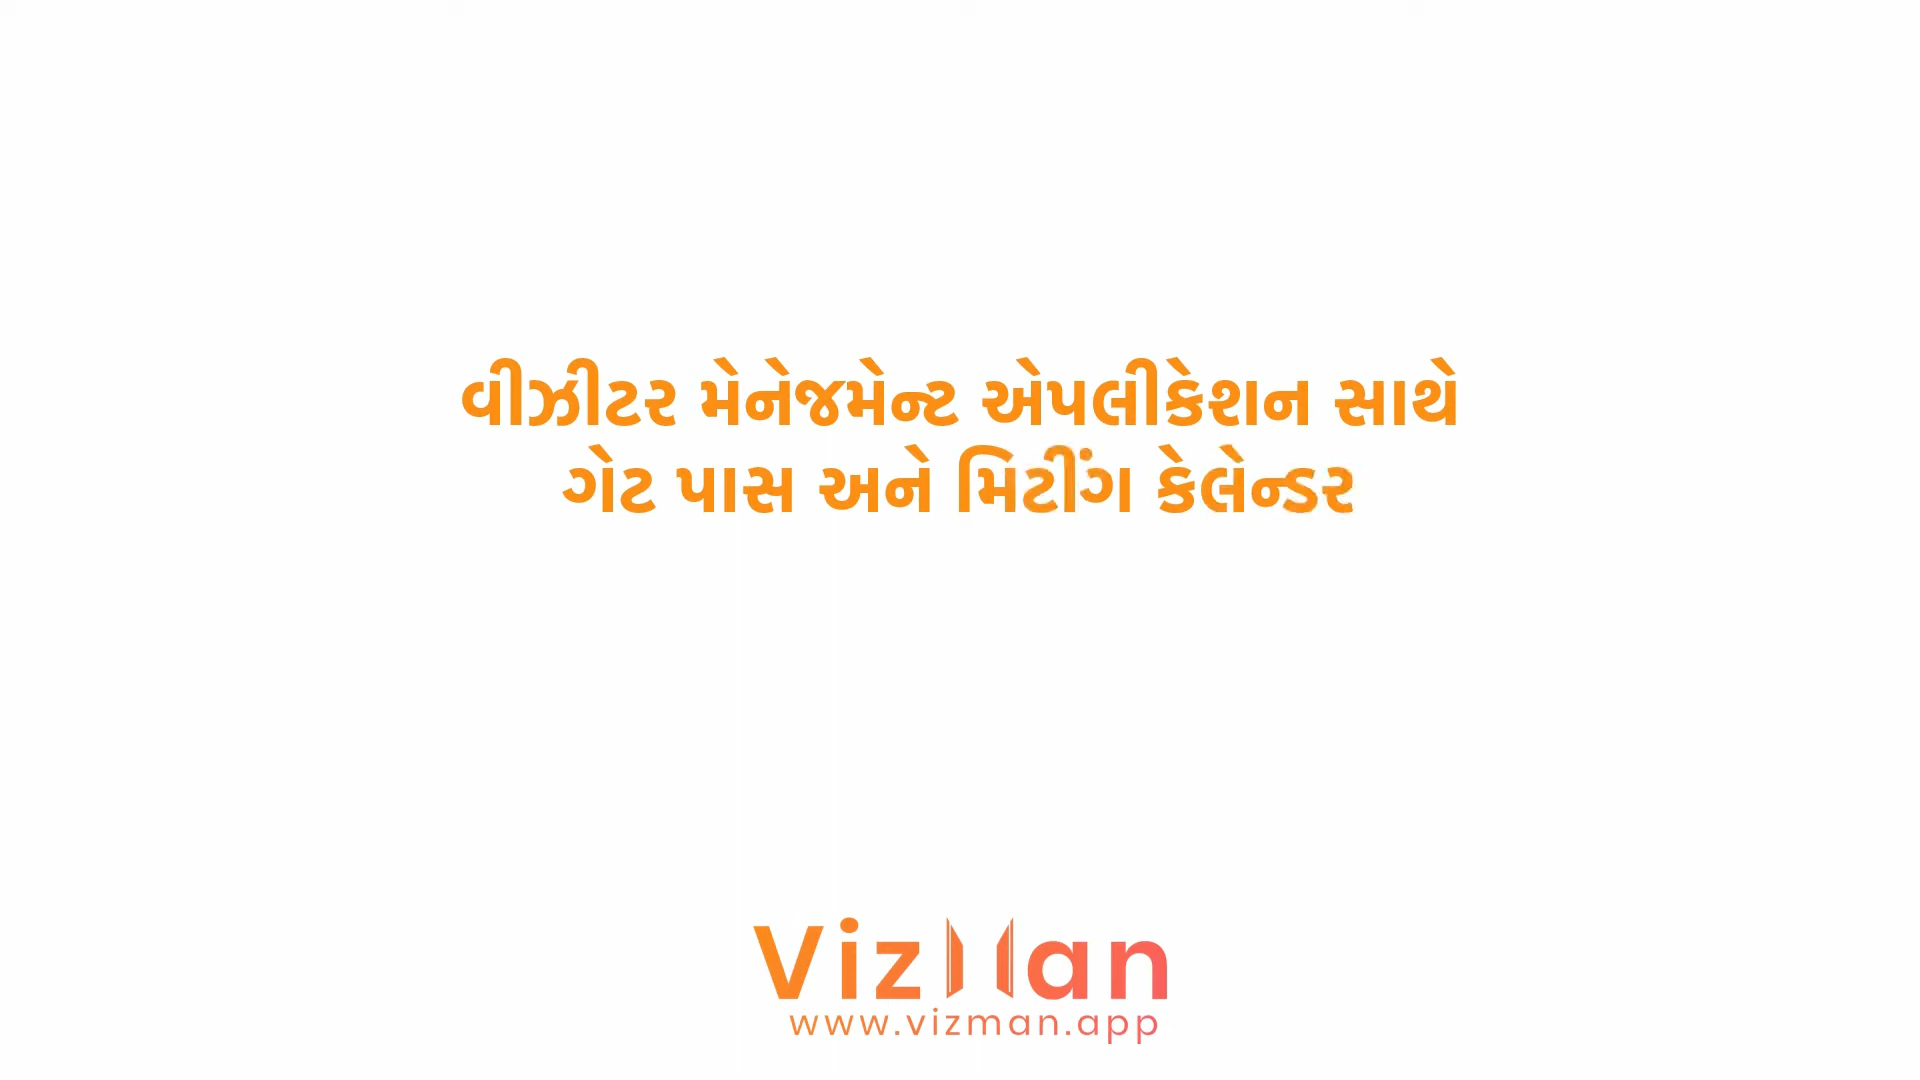 વીઝીટર મેનેજમેન્ટ એપલીકેશન સાથે
ગેટ પાસ અને મિટીંગ કેલેન્ડર
VizMan
www.vizman.app